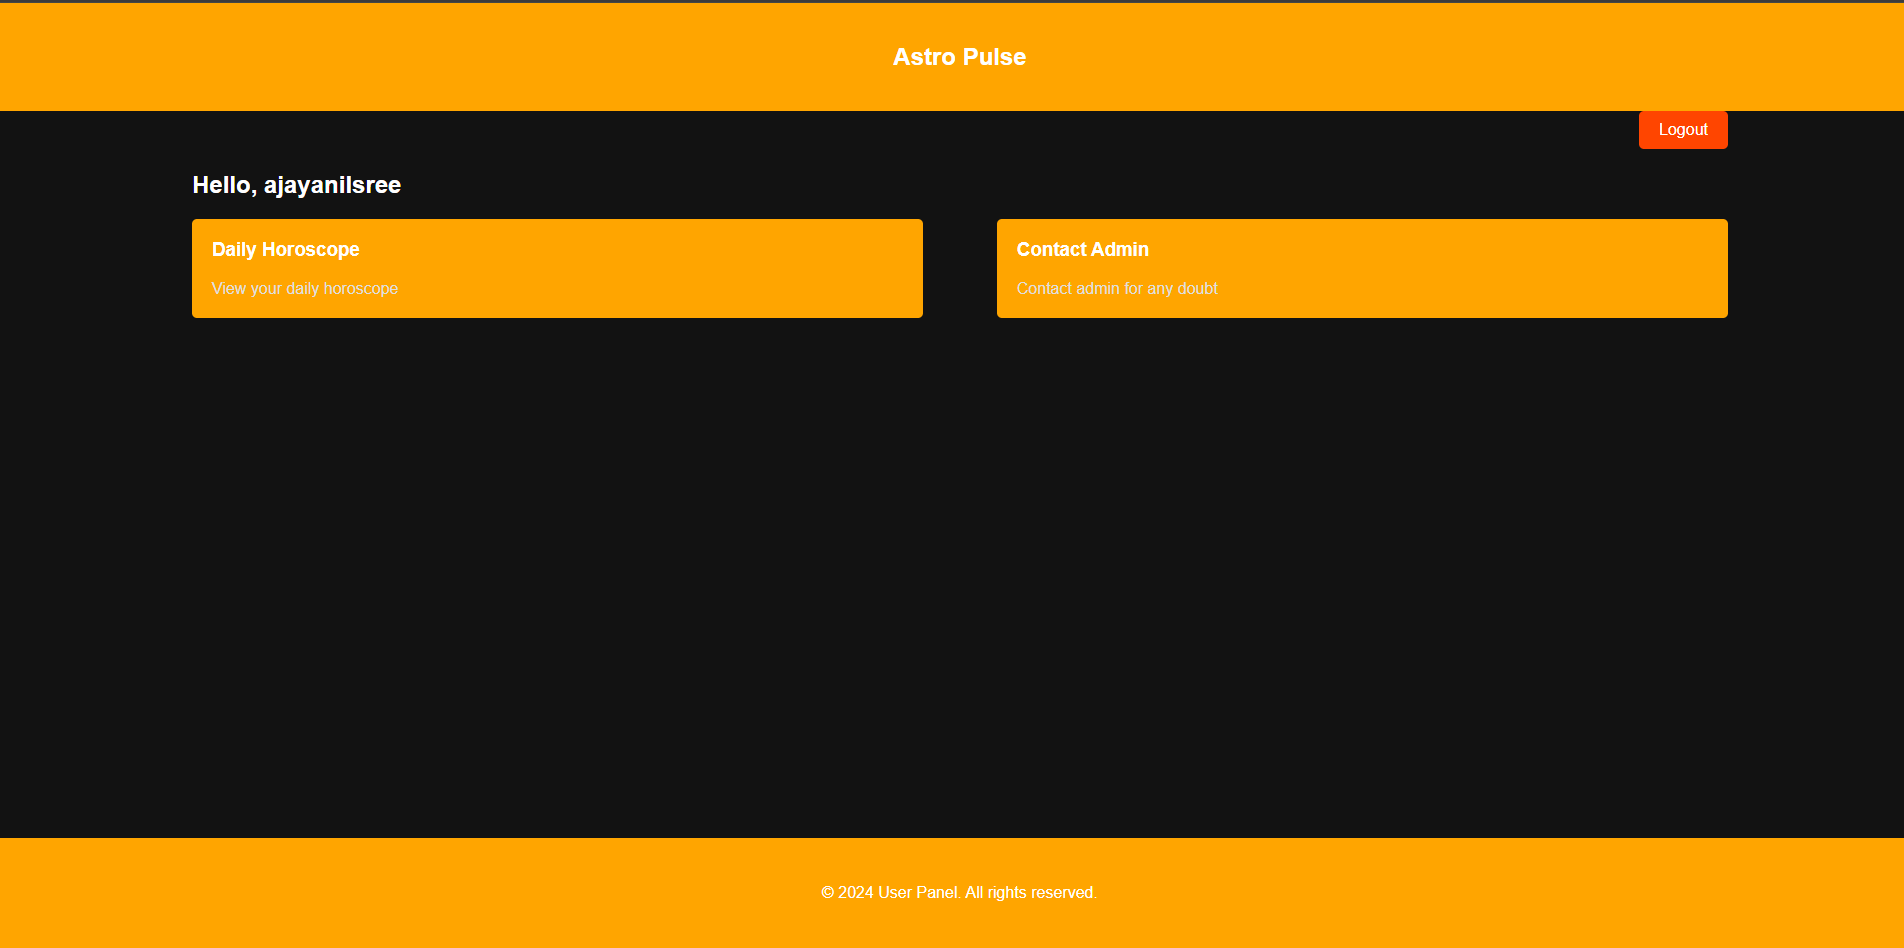 Astro Pulse
Logout
Hello, ajayanilsree
Daily Horoscope
View your daily horoscope
Contact Admin
Contact admin for any doubt
© 2024 User Panel. All rights reserved.